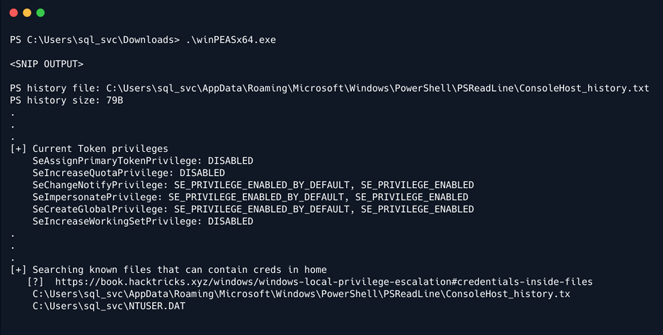 PS C:\Users\sql_svc\Downloads> .\winPEASx64.exe
<SNIP OUTPUT>
PS history file: C:\Users\sql_svc\AppData\Roaming\Microsoft\Windows\PowerShell\PSReadLine\ConsoleHost_history.txt
PS history size: 79B
.
.
.
[+] Current Token privileges
SeAssignPrimaryTokenPrivilege: DISABLED
SeIncreaseQuotaPrivilege: DISABLED
SeChangeNotifyPrivilege: SE_PRIVILEGE_ENABLED_BY_DEFAULT, SE_PRIVILEGE_ENABLED
SeImpersonatePrivilege: SE_PRIVILEGE_ENABLED_BY_DEFAULT, SE_PRIVILEGE_ENABLED
SeCreateGlobalPrivilege: SE_PRIVILEGE_ENABLED_BY_DEFAULT, SE_PRIVILEGE_ENABLED
SeIncreaseWorkingSetPrivilege: DISABLED
.
.
.
[+] Searching known files that can contain creds in home
[?] https://book.hacktricks.xyz/windows/windows-local-privilege-escalation#credentials-inside-files
C:\Users\sql_svc\AppData\Roaming\Microsoft\Windows\PowerShell\PSReadLine\ConsoleHost_history.tx
C:\Users\sql_svc\NTUSER.DAT